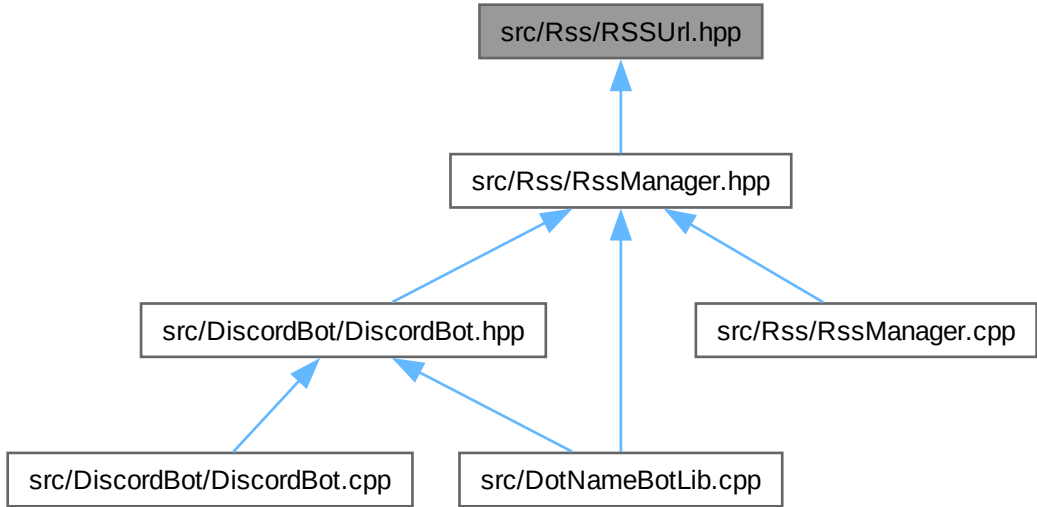 src/Rss/RSSUrl.hpp
src/Rss/RssManager.hpp
src/DiscordBot/DiscordBot.hpp
src/Rss/RssManager.cpp
src/DiscordBot/DiscordBot.cpp
src/DotNameBotLib.cpp